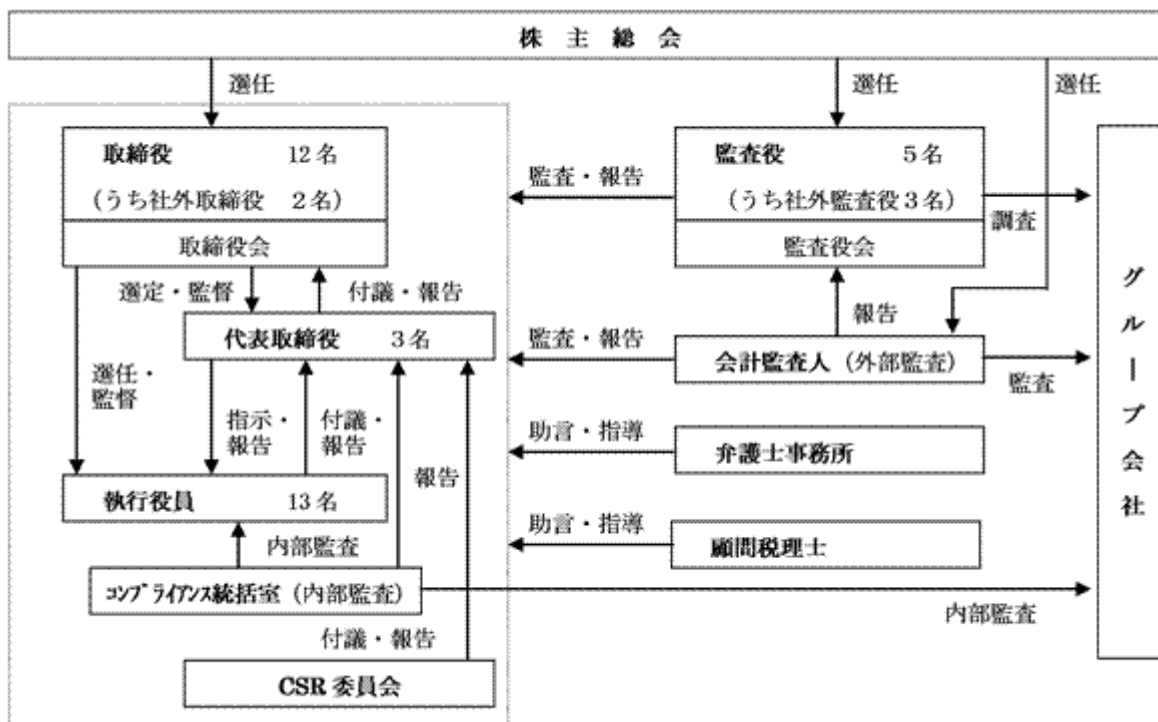 株主総会
選任
選任
選任
取締役 12名
(うち社外取締役 2名)
取締役会
監査・報告
監査役 5名
(うち社外監査役3名)
監査役会
調査
選定・監督
付議・報告
報告
代表取締役 3名
監査・報告
会計監査人(外部監査)
監査
グループ会社
選任・
監督
指示・
報告
付議・
報告
報告
助言・指導
弁護士事務所
執行役員 13名
内部監査
助言・指導
顧問税理士
コンプライアンス統括室(内部監査)
内部監査
付議・報告
CSR委員会